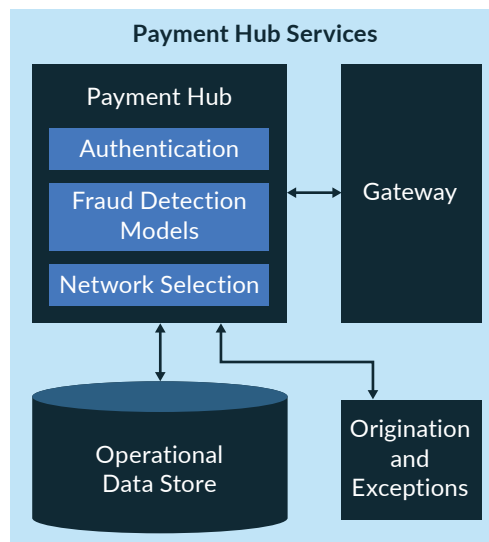 Payment Hub Services
Payment Hub
Authentication
Fraud Detection
Models
Network Selection
Gateway
Operational
Data Store
Origination
and
Exceptions